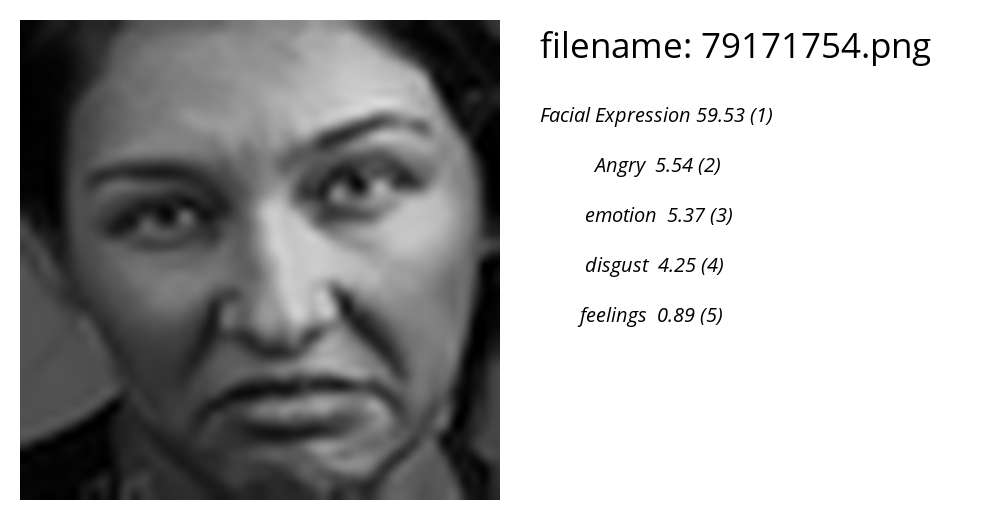 filename: 79171754.png
Facial Expression 59.53 (1)
Angry 5.54 (2)
emotion 5.37 (3)
disgust 4.25 (4)
feelings 0.89 (5)